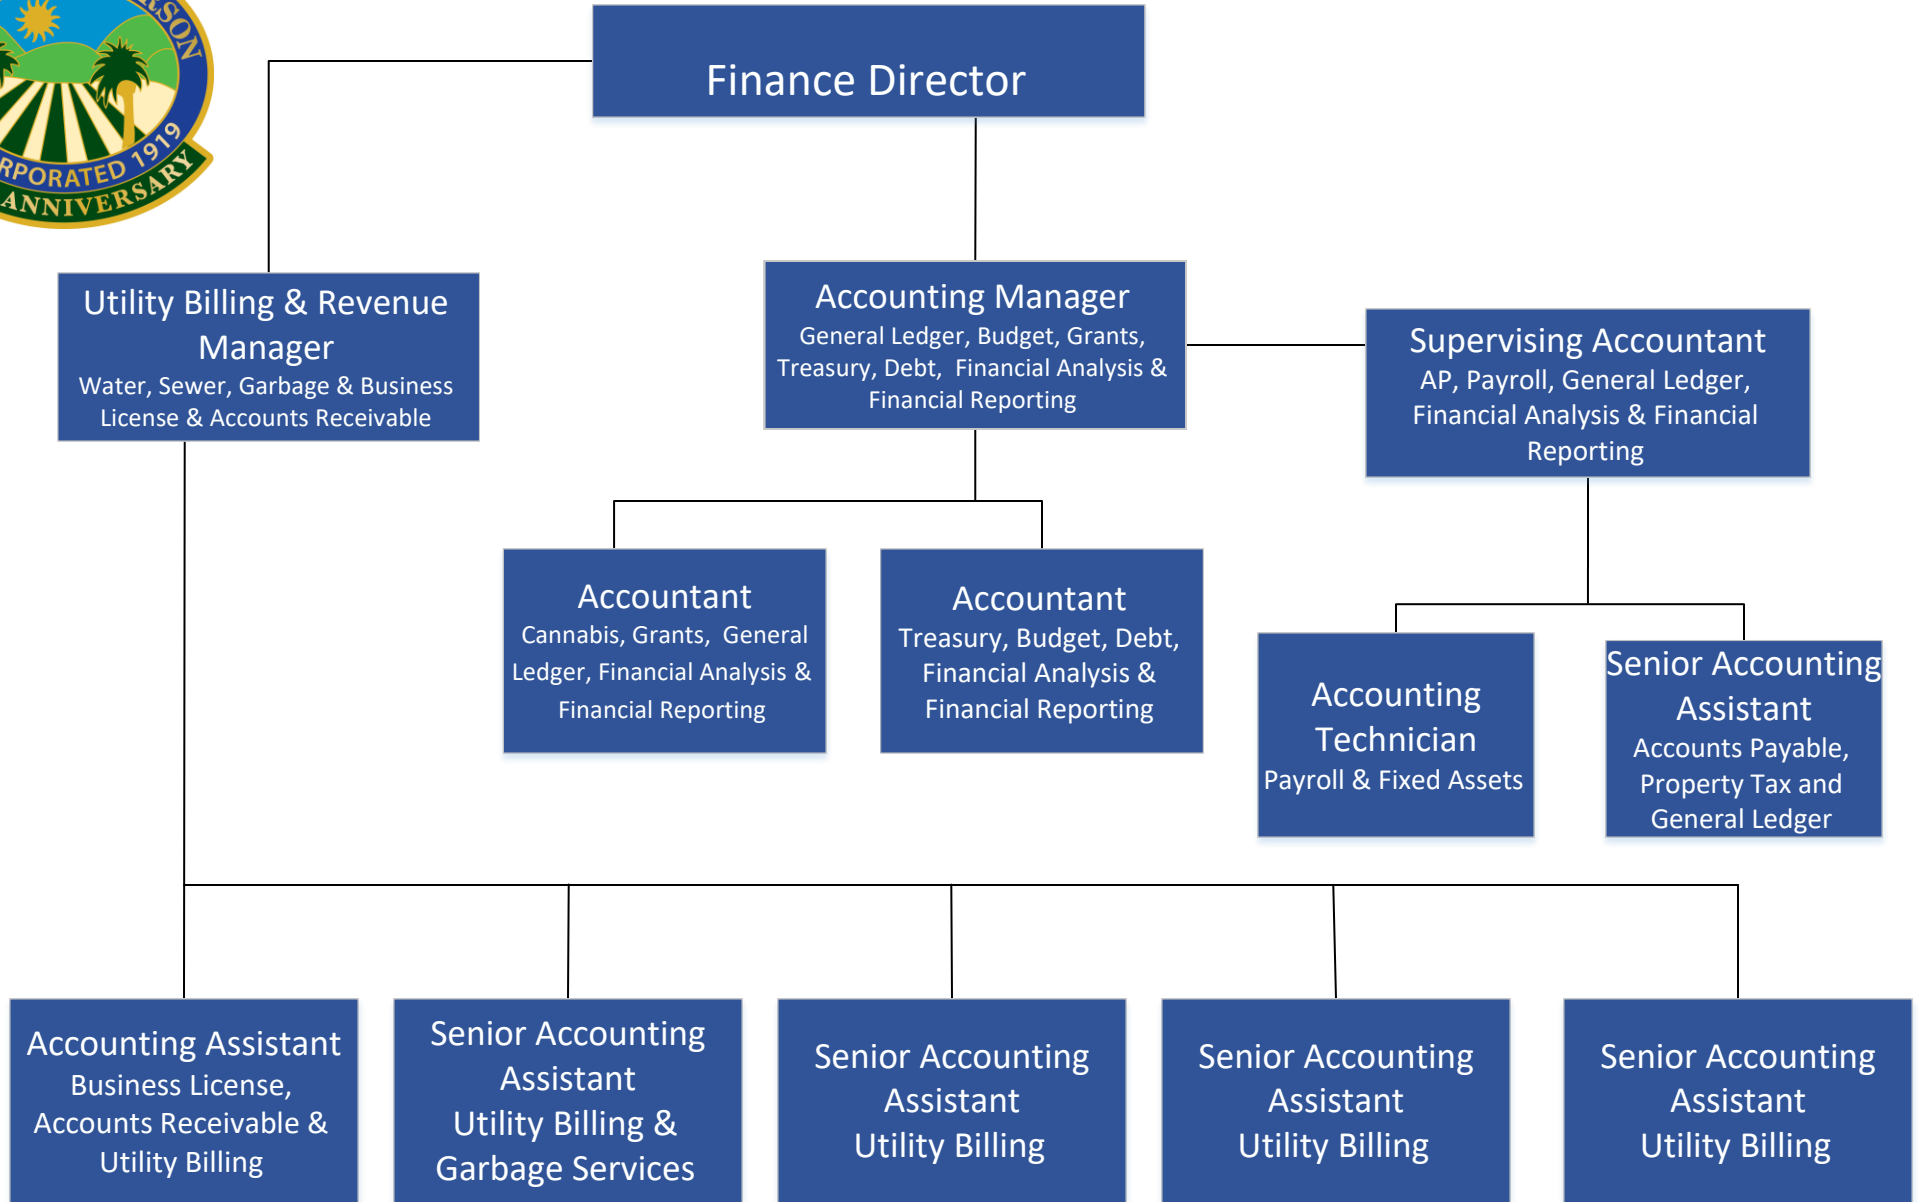 Finance Director
1919
ANNIVERSARY
Utility Billing & Revenue
Manager
Water, Sewer, Garbage & Business
License & Accounts Receivable
Accounting Manager
General Ledger, Budget, Grants,
Treasury, Debt, Financial Analysis &
Financial Reporting
Supervising Accountant
AP, Payroll, General Ledger,
Financial Analysis & Financial
Reporting
Accountant
Cannabis, Grants, General
Ledger, Financial Analysis &
Financial Reporting
Accountant
Treasury, Budget, Debt,
Financial Analysis &
Financial Reporting
Accounting
Technician
Payroll & Fixed Assets
Senior Accounting
Assistant
Accounts Payable,
Property Tax and
General Ledger
Accounting Assistant
Business License,
Accounts Receivable &
Utility Billing
Senior Accounting
Assistant
Utility Billing &
Garbage Services
Senior Accounting
Assistant
Utility Billing
Senior Accounting
Assistant
Utility Billing
Senior Accounting
Assistant
Utility Billing